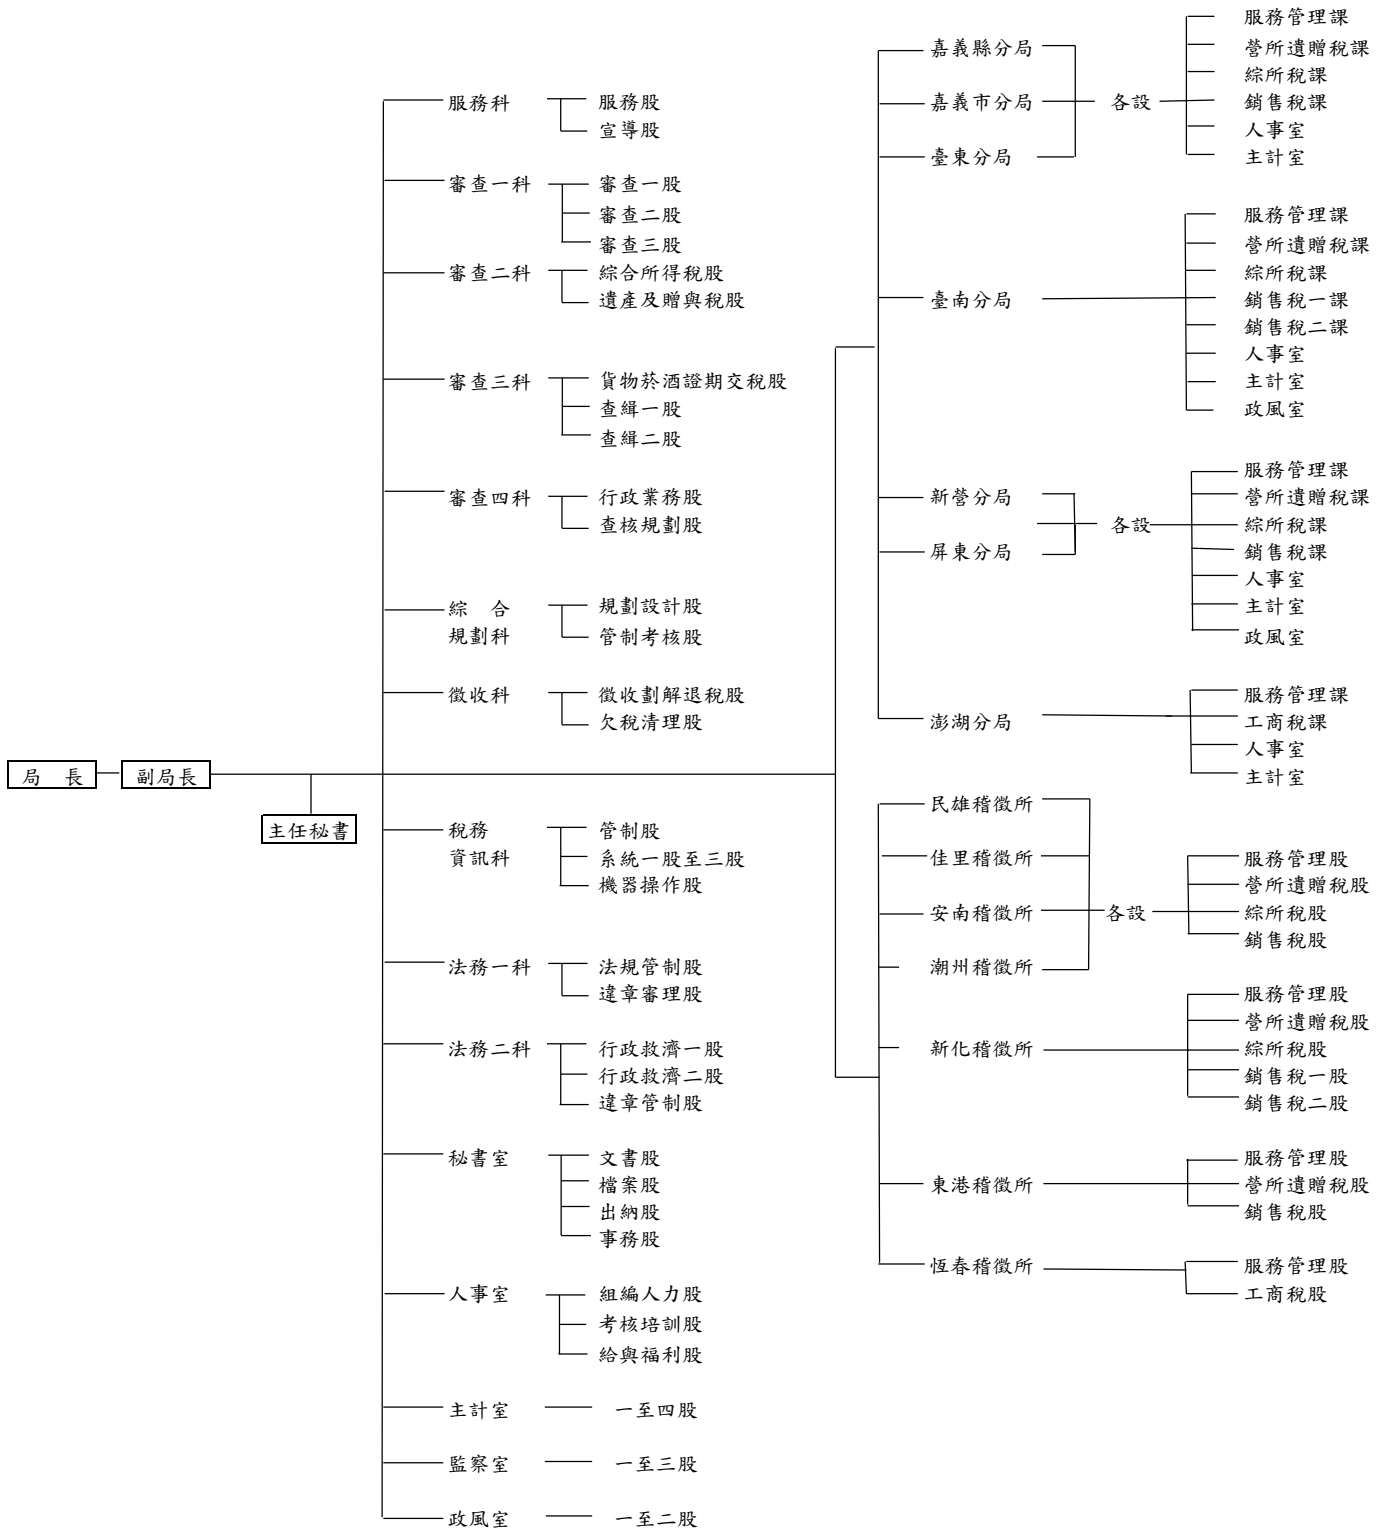 局　長
副局長
主任秘書
服務科
服務股
宣導股
審查一科
審查一股
審查二股
審查三股
審查二科
綜合所得稅股
遺產及贈與稅股
審查三科
貨物菸酒證期交稅股
查緝一股
查緝二股
審查四科
行政業務股
查核規劃股
綜　合
規劃科
規劃設計股
管制考核股
徵收科
徵收劃解退稅股
欠稅清理股
稅務
資訊科
管制股
系統一股至三股
機器操作股
法務一科
法規管制股
違章審理股
法務二科
行政救濟一股
行政救濟二股
違章管制股
秘書室
文書股
檔案股
出納股
事務股
人事室
組編人力股
考核培訓股
給與福利股
主計室
一至四股
監察室
一至三股
政風室
一至二股
嘉義縣分局
嘉義市分局
臺東分局
各設
服務管理課
營所遺贈稅課
綜所稅課
銷售稅課
人事室
主計室
臺南分局
服務管理課
營所遺贈稅課
綜所稅課
銷售稅一課
銷售稅二課
人事室
主計室
政風室
新營分局
屏東分局
各設
服務管理課
營所遺贈稅課
綜所稅課
銷售稅課
人事室
主計室
政風室
澎湖分局
服務管理課
工商稅課
人事室
主計室
民雄稽徵所
佳里稽徵所
安南稽徵所
潮州稽徵所
各設
服務管理股
營所遺贈稅股
綜所稅股
銷售稅股
新化稽徵所
服務管理股
營所遺贈稅股
綜所稅股
銷售稅一股
銷售稅二股
東港稽徵所
服務管理股
營所遺贈稅股
銷售稅股
恆春稽徵所
服務管理股
工商稅股